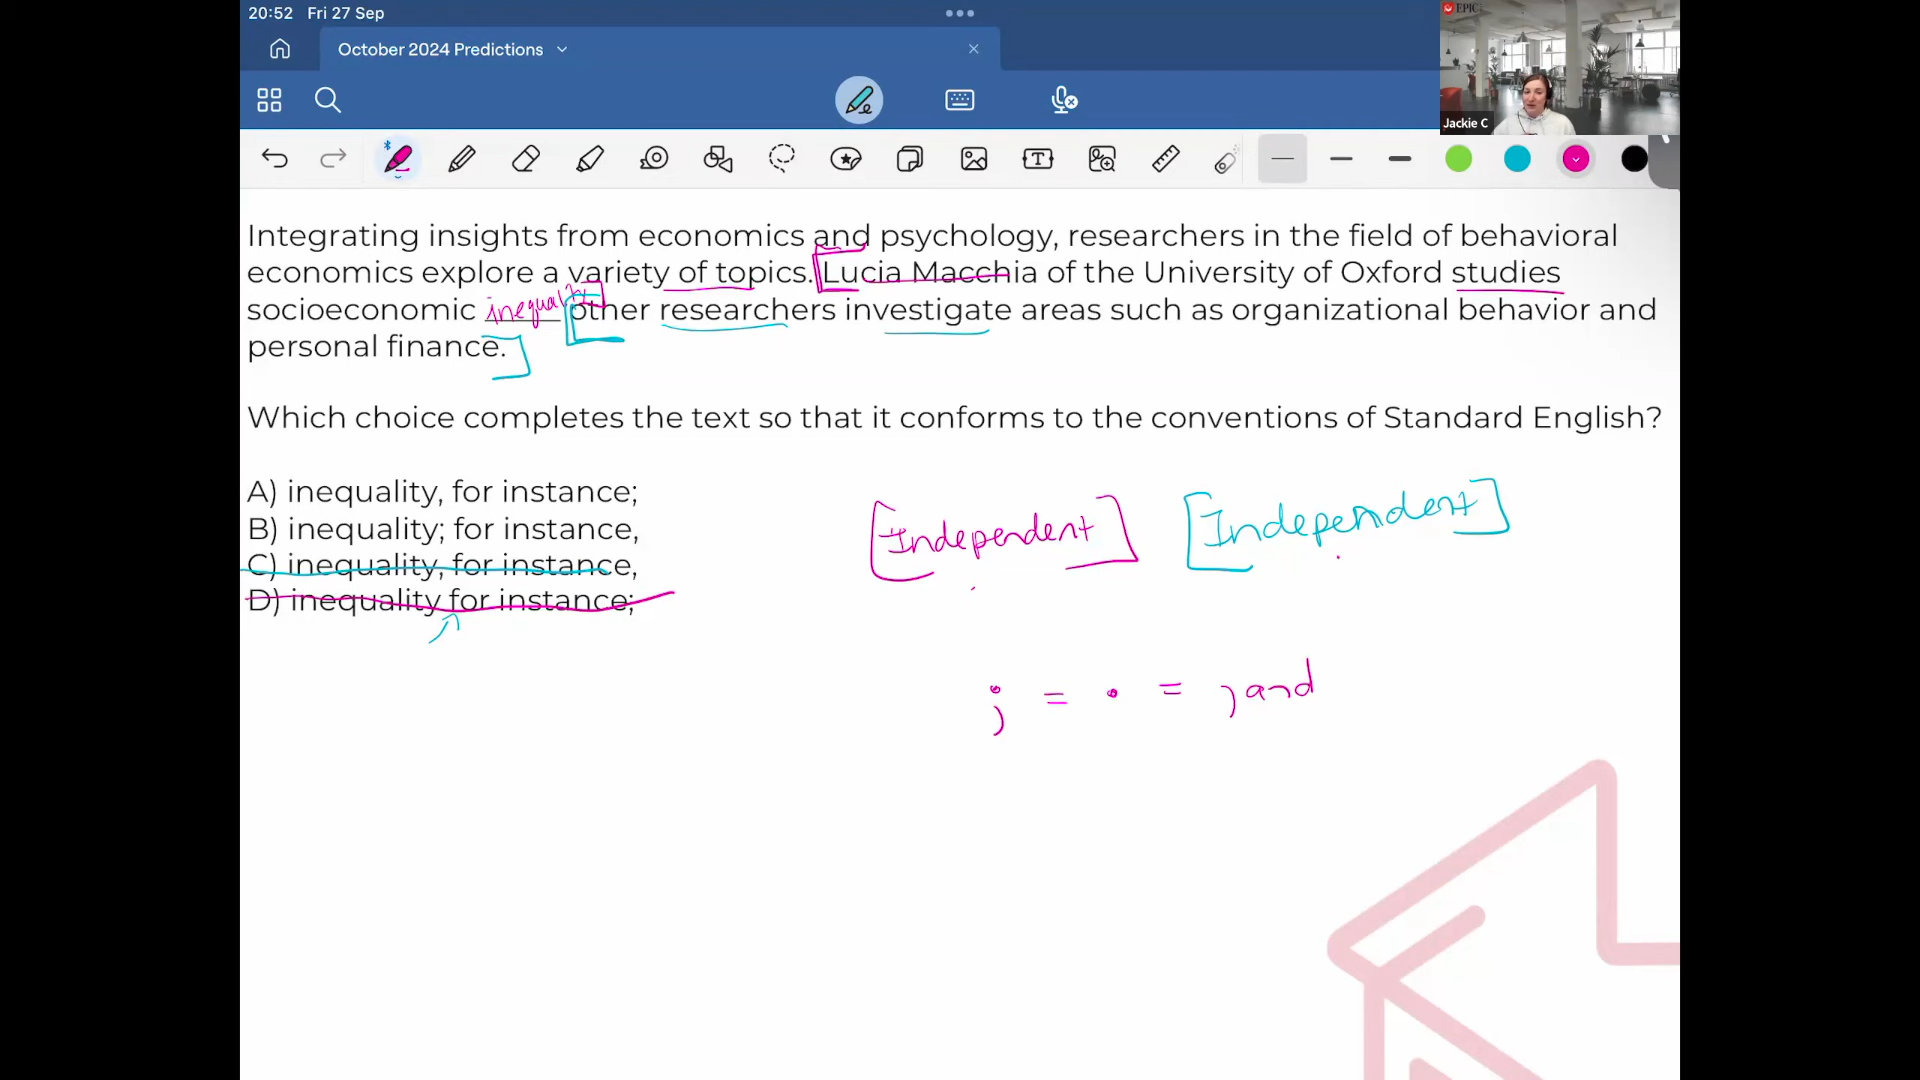 20:52 Fri 27 Sep
EPIC
October 2024 Predictions
Jackie C
Integrating insights from economics and psychology, researchers in the field of behavioral
economics explore a variety of topics. Lucia Macchia of the University of Oxford studies
socioeconomic inequality other researchers investigate areas such as organizational behavior and
personal finance.
Which choice completes the text so that it conforms to the conventions of Standard English?
A) inequality, for instance;
B) inequality; for instance,
C) inequality, for instance,
D) inequality for instance;
[Independent] [Independent]
; = . = , and